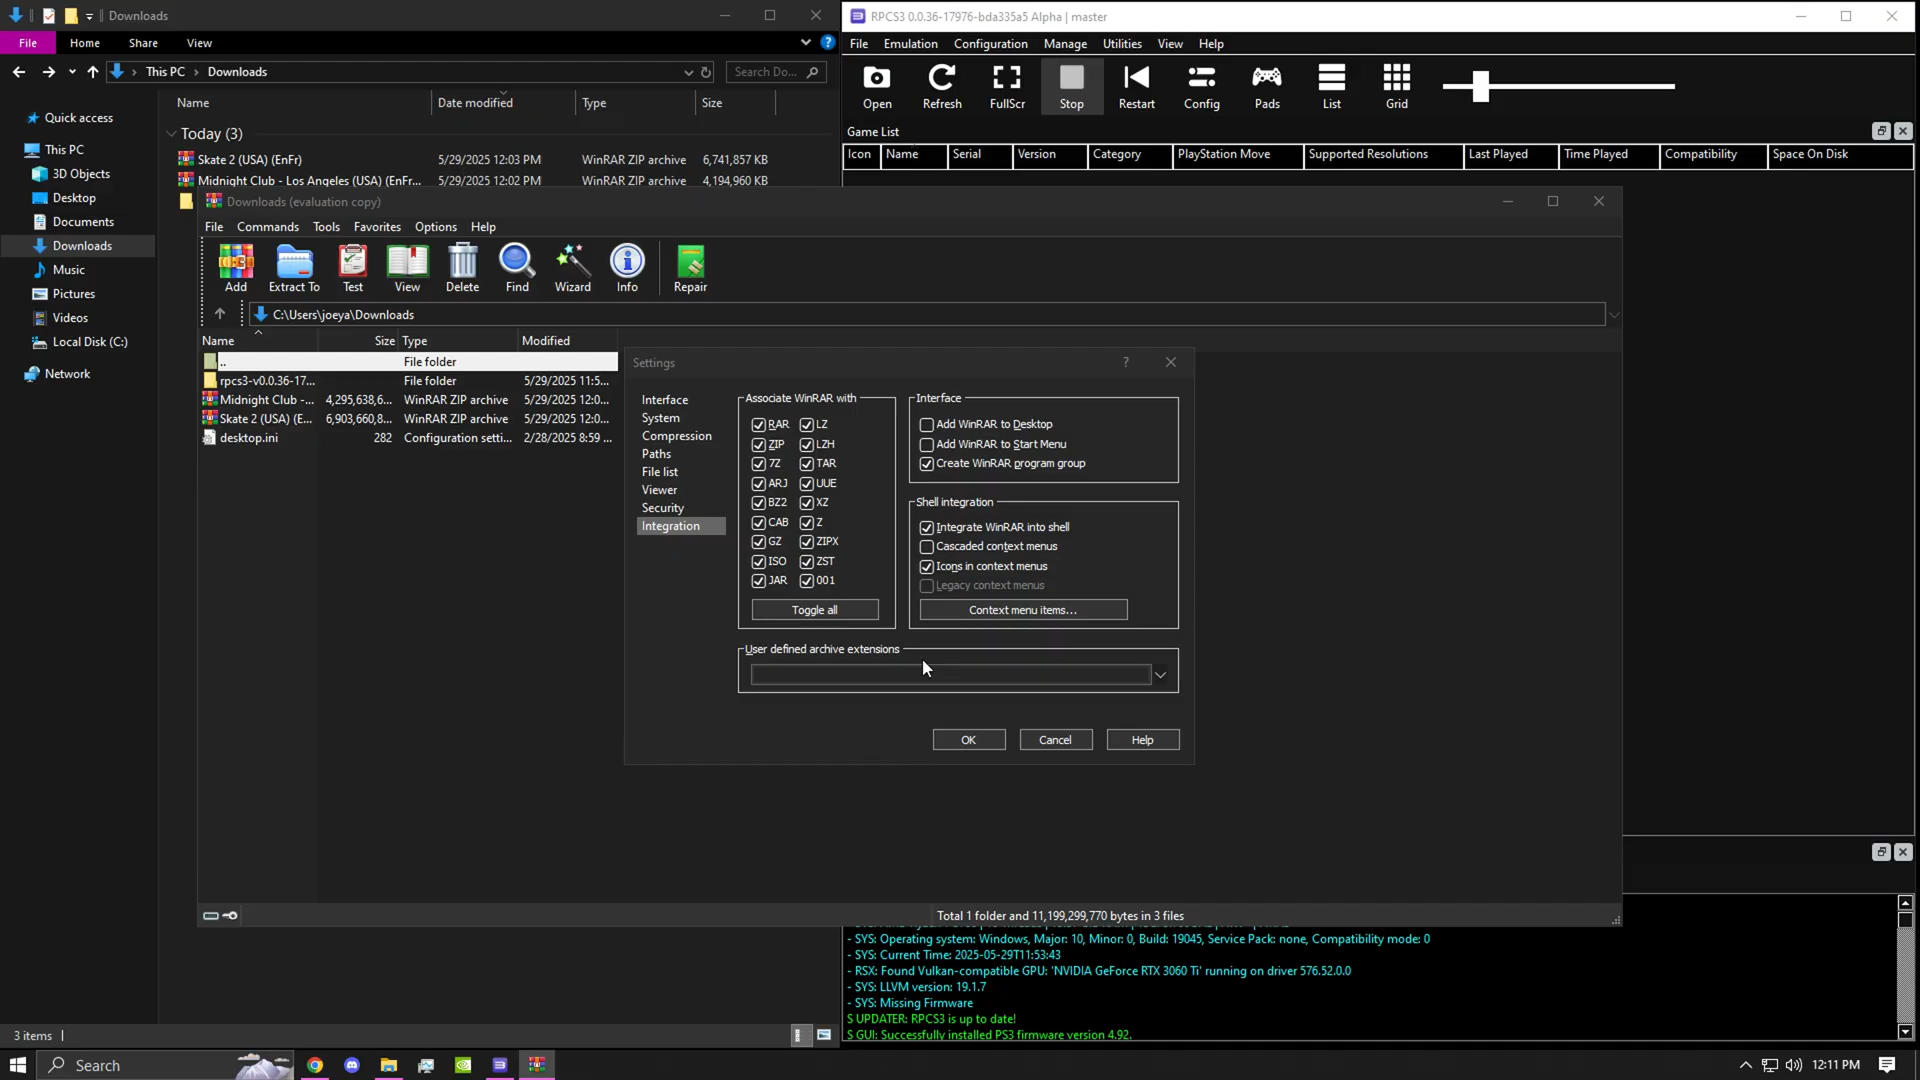 Downloads
File Home Share View
This PC Downloads
Search Do...
Name Date modified Type Size
Quick access
This PC
3D Objects
Desktop
Documents
Downloads
Music
Pictures
Videos
Local Disk (C:)
Network
Today (3)
Skate 2 (USA) (EnFr) 5/29/2025 12:03 PM WinRAR ZIP archive 6,741,857 KB
Midnight Club - Los Angeles (USA) (EnFr... 5/29/2025 12:02 PM WinRAR ZIP archive 4,194,960 KB
3 items
RPCS3 0.0.36-17976-bda335a5 Alpha | master
File Emulation Configuration Manage Utilities View Help
Open Refresh FullScr Stop Restart Config Pads List Grid
Game List
Icon Name Serial Version Category PlayStation Move Supported Resolutions Last Played Time Played Compatibility Space On Disk
Downloads (evaluation copy)
File Commands Tools Favorites Options Help
Add Extract To Test View Delete Find Wizard Info Repair
C:\Users\joeya\Downloads
Name Size Type Modified
.. File folder
rpcs3-v0.0.36-17... File folder 5/29/2025 11:5...
Midnight Club -... 4,295,638,6... WinRAR ZIP archive 5/29/2025 12:0...
Skate 2 (USA) (E... 6,903,660,8... WinRAR ZIP archive 5/29/2025 12:0...
desktop.ini 282 Configuration setti... 2/28/2025 8:59 ...
Settings
Interface
System
Compression
Paths
File list
Viewer
Security
Integration
Associate WinRAR with
RAR LZ
ZIP LZH
7Z TAR
ARJ UUE
BZ2 XZ
CAB Z
GZ ZIPX
ISO ZST
JAR 001
Toggle all
Interface
Add WinRAR to Desktop
Add WinRAR to Start Menu
Create WinRAR program group
Shell integration
Integrate WinRAR into shell
Cascaded context menus
Icons in context menus
Legacy context menus
Context menu items...
User defined archive extensions
OK Cancel Help
Total 1 folder and 11,199,299,770 bytes in 3 files
- SYS: Operating system: Windows, Major: 10, Minor: 0, Build: 19045, Service Pack: none, Compatibility mode: 0
- SYS: Current Time: 2025-05-29T11:53:43
- RSX: Found Vulkan-compatible GPU: 'NVIDIA GeForce RTX 3060 Ti' running on driver 576.52.0.0
- SYS: LLVM version: 19.1.7
- SYS: Missing Firmware
S UPDATER: RPCS3 is up to date!
S GUI: Successfully installed PS3 firmware version 4.92.
Search
12:11 PM